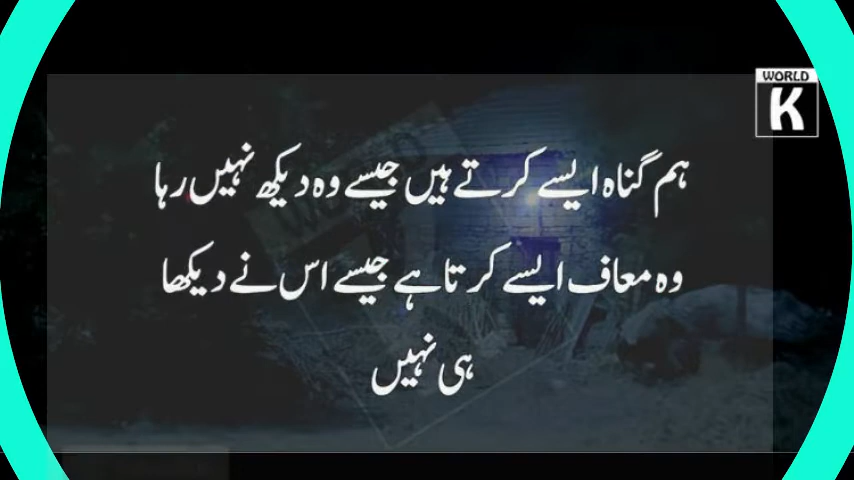 WORLD
K
ہم گناہ ایسے کرتے ہیں جیسے وہ دیکھ نہیں رہا
وہ معاف ایسے کرتا ہے جیسے اس نے دیکھا
ہی نہیں